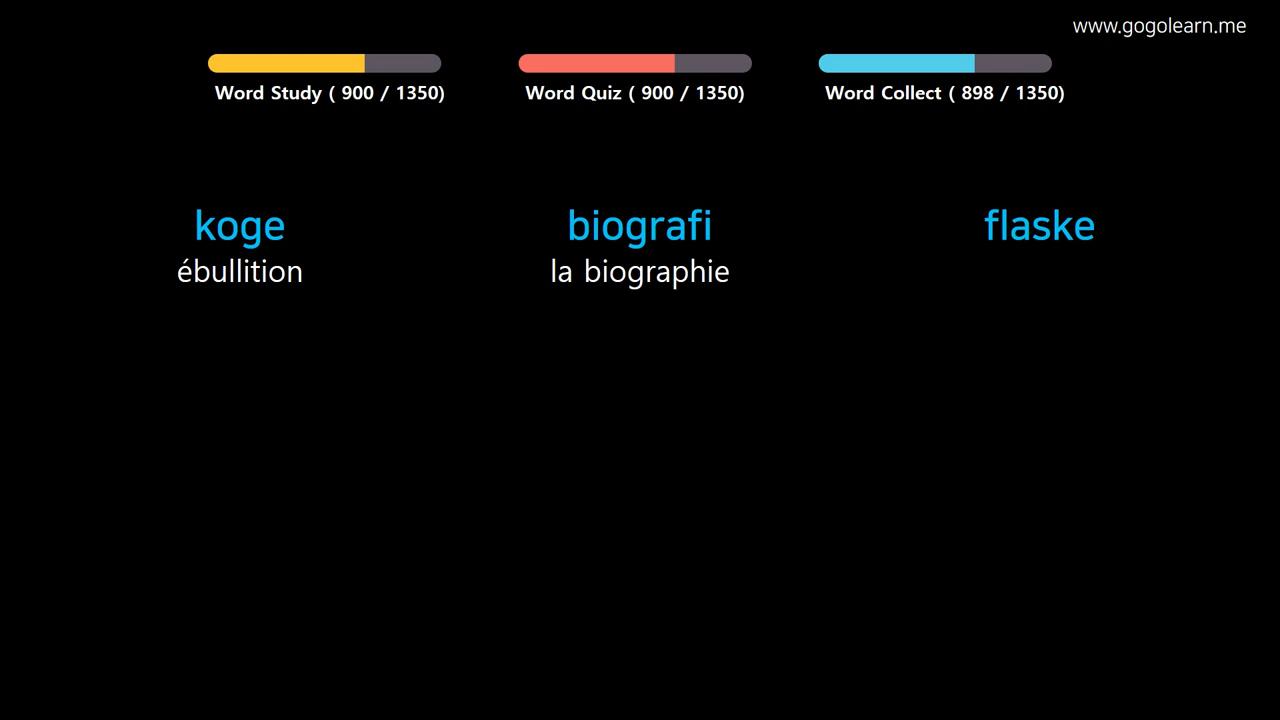 www.gogolearn.me
Word Study ( 900 / 1350)
Word Quiz ( 900 / 1350)
Word Collect ( 898 / 1350)
koge
ébullition
biografi
la biographie
flaske